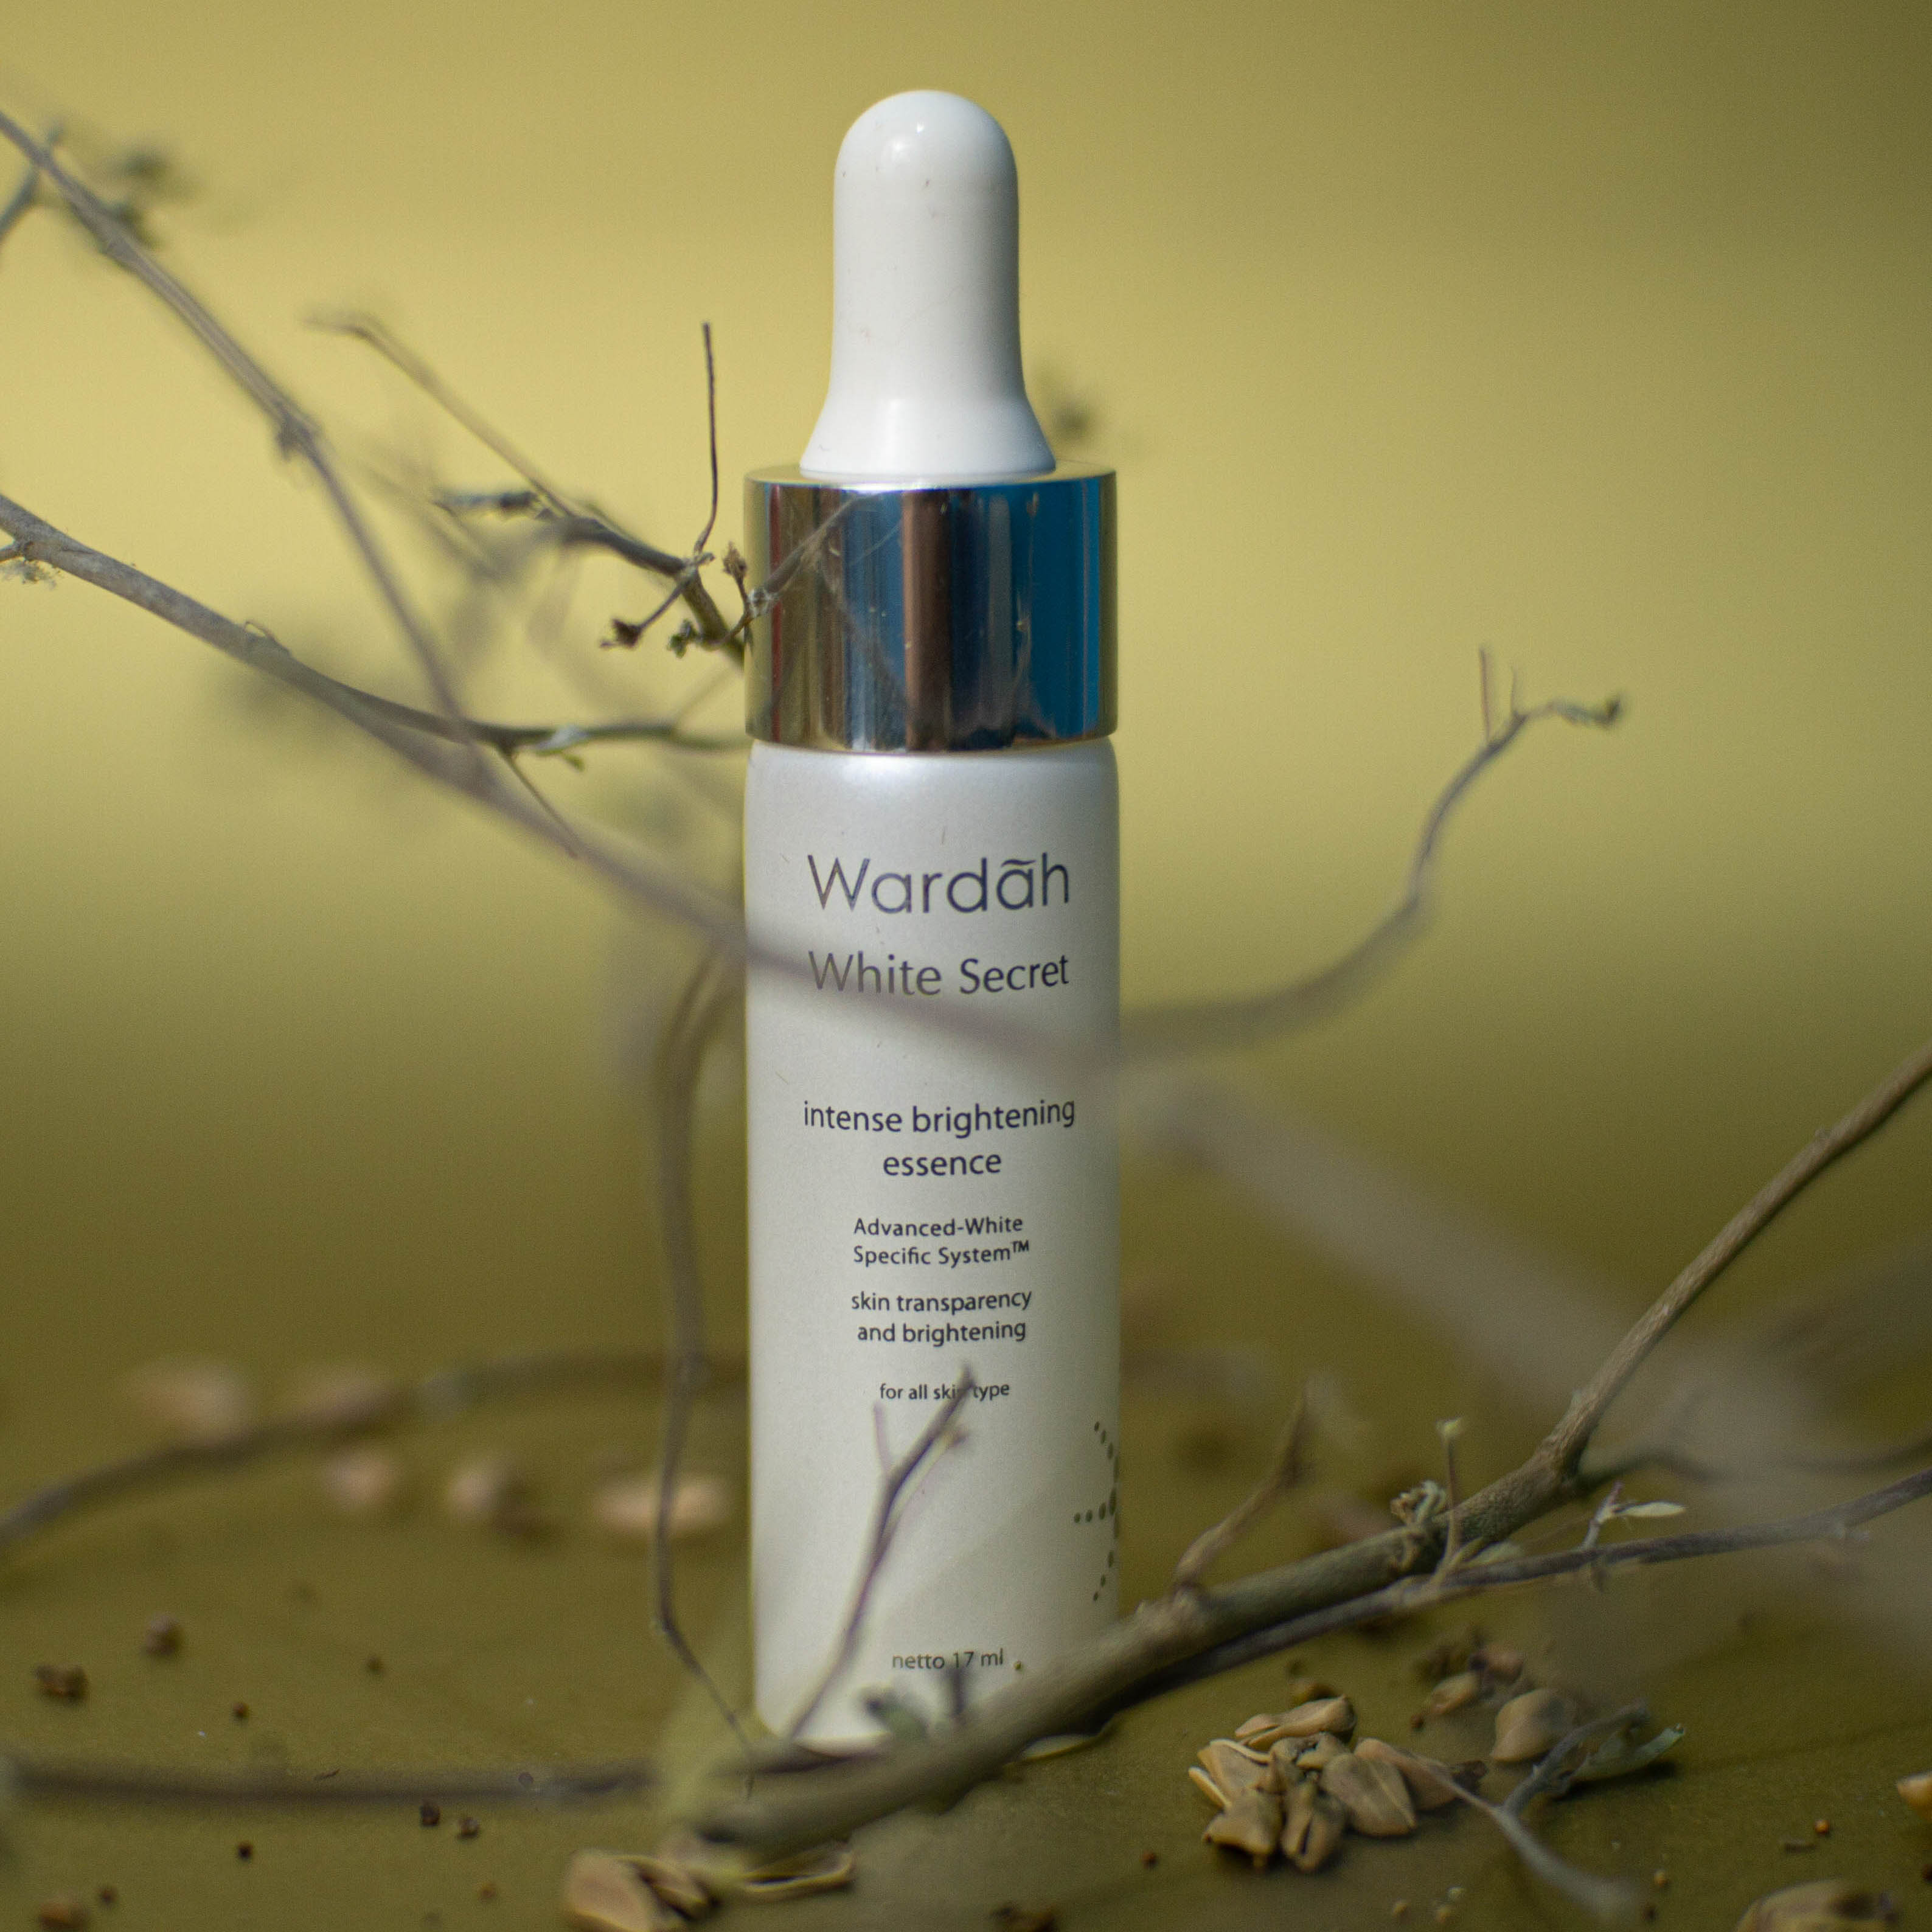 Wardãh
White Secret
intense brightening
essence
Advanced-White
Specific System™
skin transparency
and brightening
for all skin type
netto 17 ml